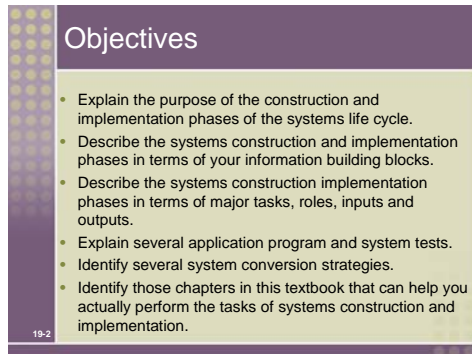 Objectives
• Explain the purpose of the construction and
implementation phases of the systems life cycle.
• Describe the systems construction and implementation
phases in terms of your information building blocks.
• Describe the systems construction implementation
phases in terms of major tasks, roles, inputs and
outputs.
• Explain several application program and system tests.
• Identify several system conversion strategies.
• Identify those chapters in this textbook that can help you
actually perform the tasks of systems construction and
implementation.
19-2